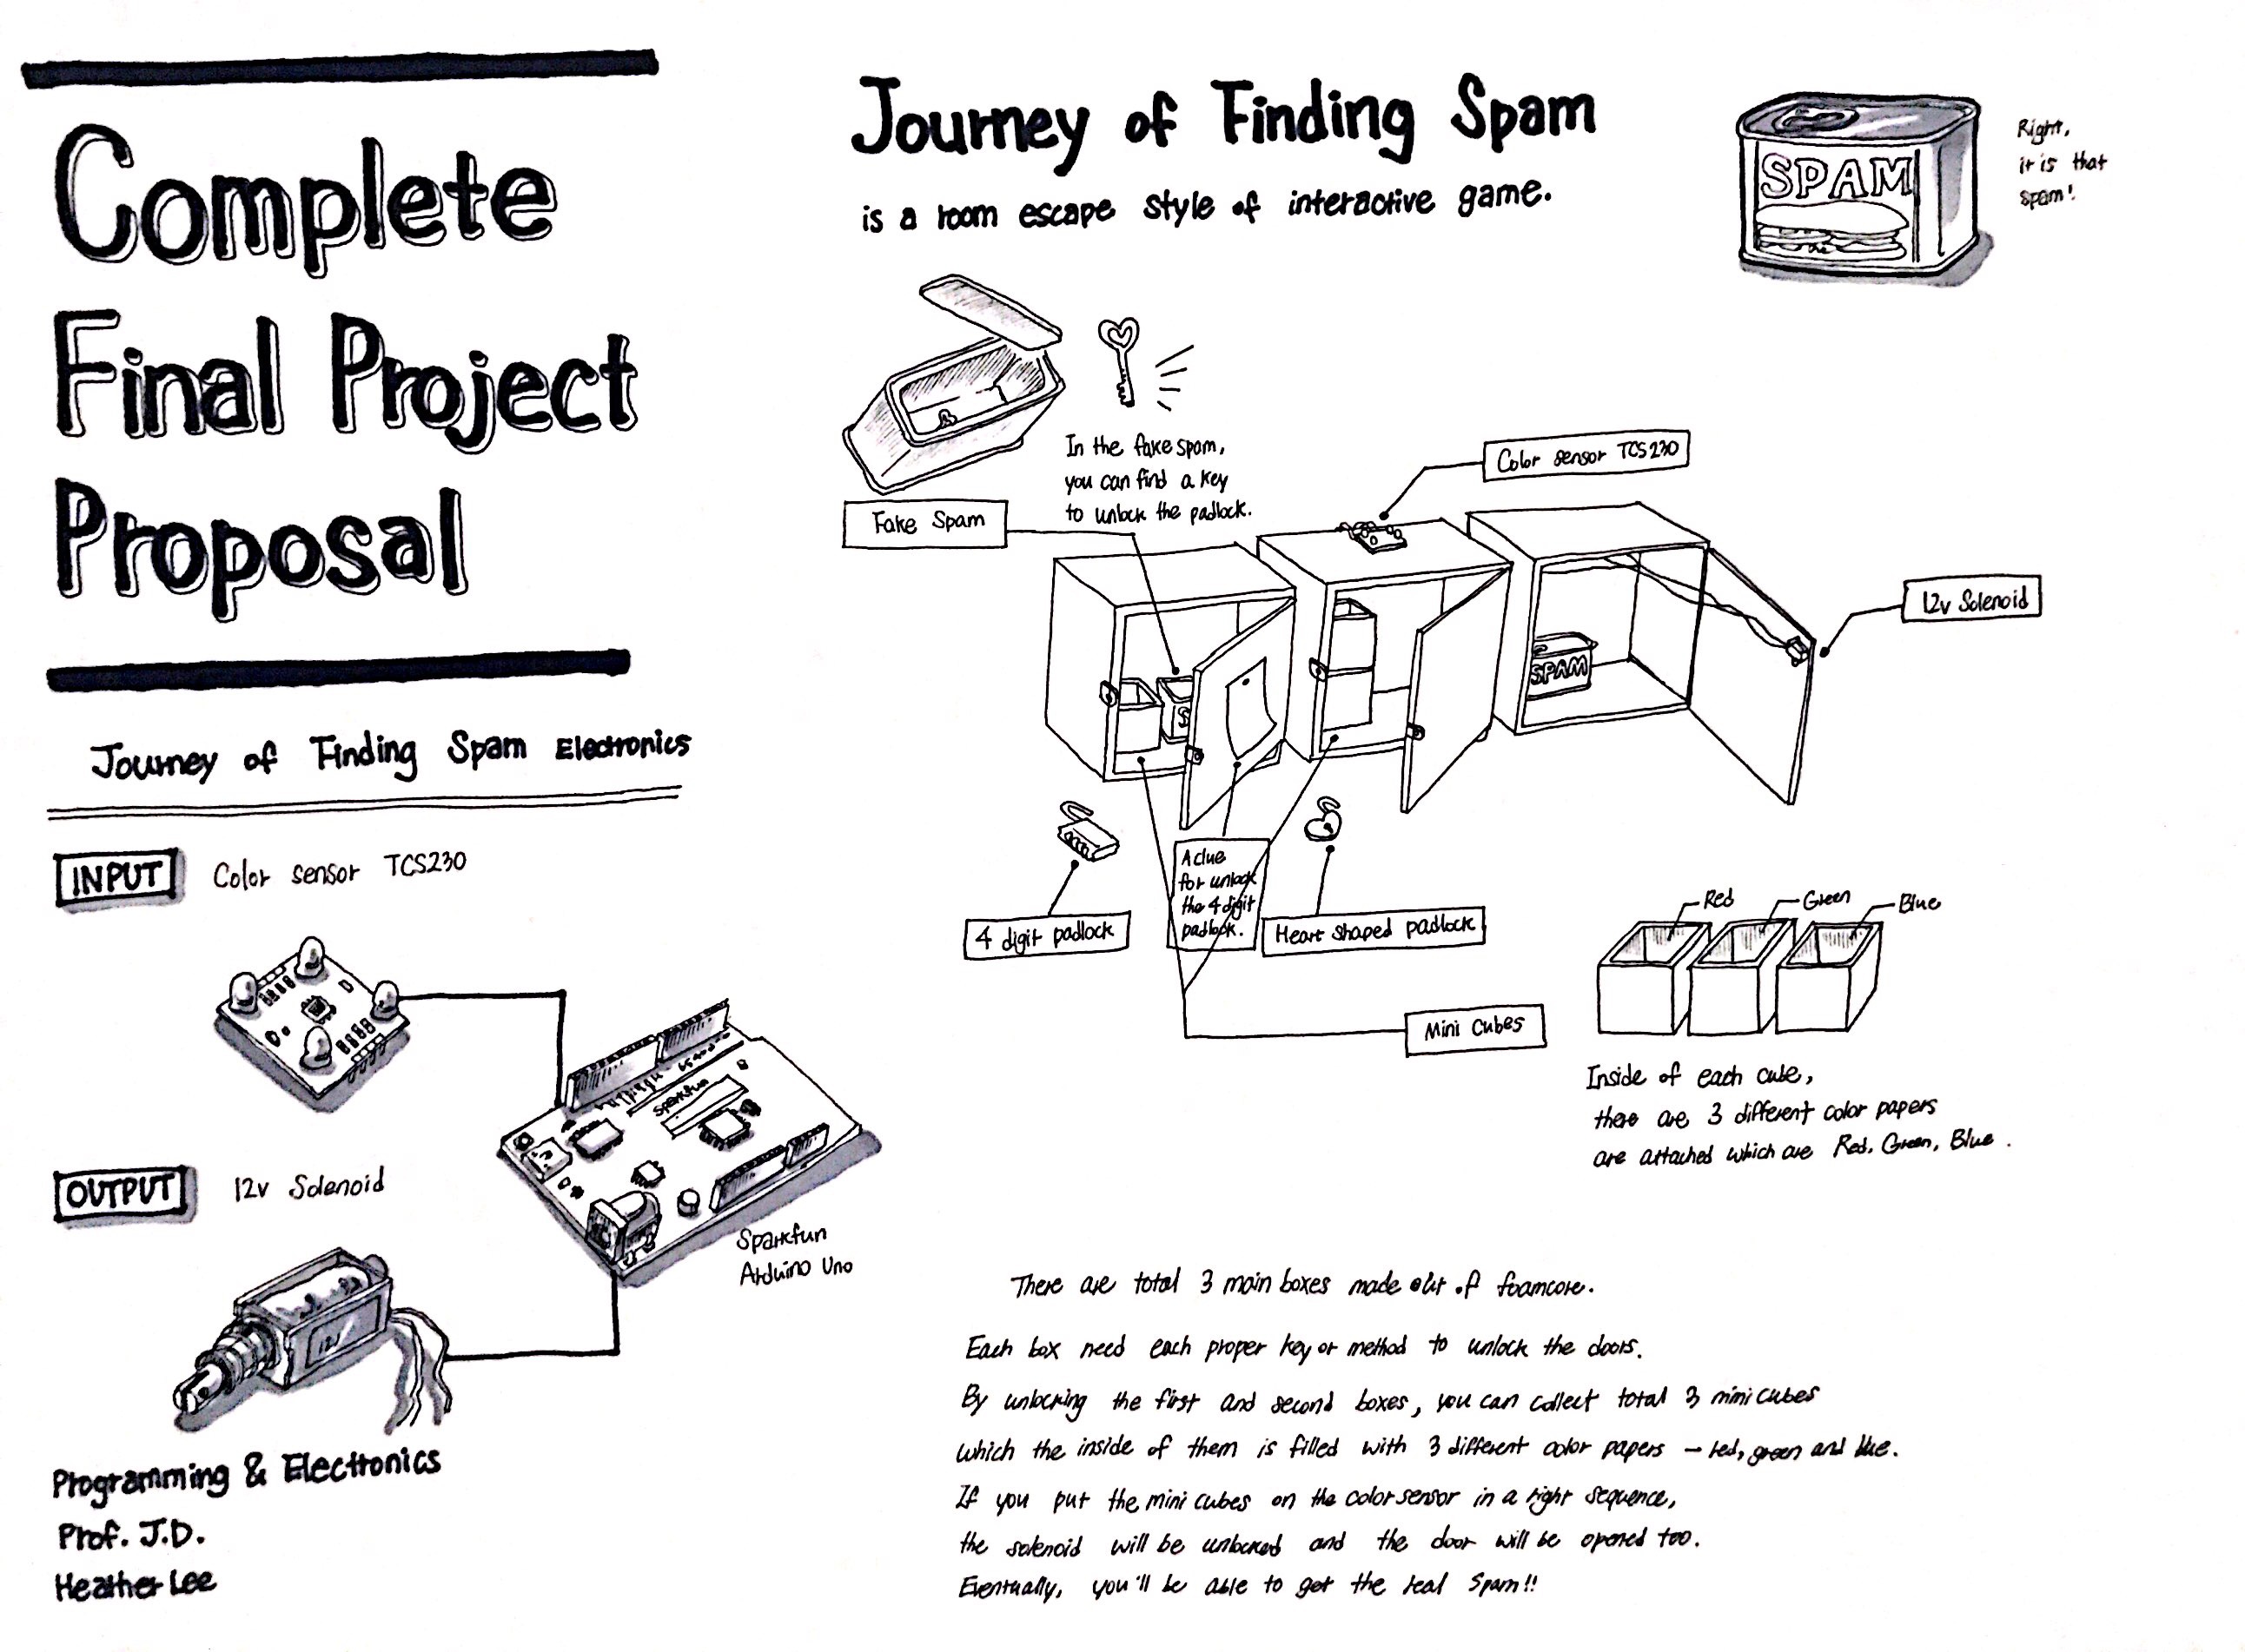 Complete
Final Project
Proposal
Journey of Finding Spam Electronics
INPUT
Color sensor TCS230
Sparkfun
OUTPUT
12v Solenoid
12V
Sparkfun
Arduino Uno
Programming & Electronics
Prof. J.D.
Heather Lee
Journey of Finding Spam
is a room escape style of interactive game.
SPAM
Right,
it is that
spam!
In the fake spam,
you can find a key
to unlock the padlock.
Fake Spam
Color sensor TCS230
12v Solenoid
S
SPAM
4 digit padlock
A clue
for unlock
the 4 digit
padlock.
Heart shaped padlock
Mini Cubes
Red
Green
Blue
Inside of each cube,
there are 3 different color papers
are attached which are Red, Green, Blue.
There are total 3 main boxes made out of foamcore.
Each box need each proper key or method to unlock the doors.
By unlocking the first and second boxes, you can collect total 3 mini cubes
which the inside of them is filled with 3 different color papers – red, green and blue.
If you put the mini cubes on the color sensor in a right sequence,
the solenoid will be unlocked and the door will be opened too.
Eventually, you'll be able to get the real Spam!!